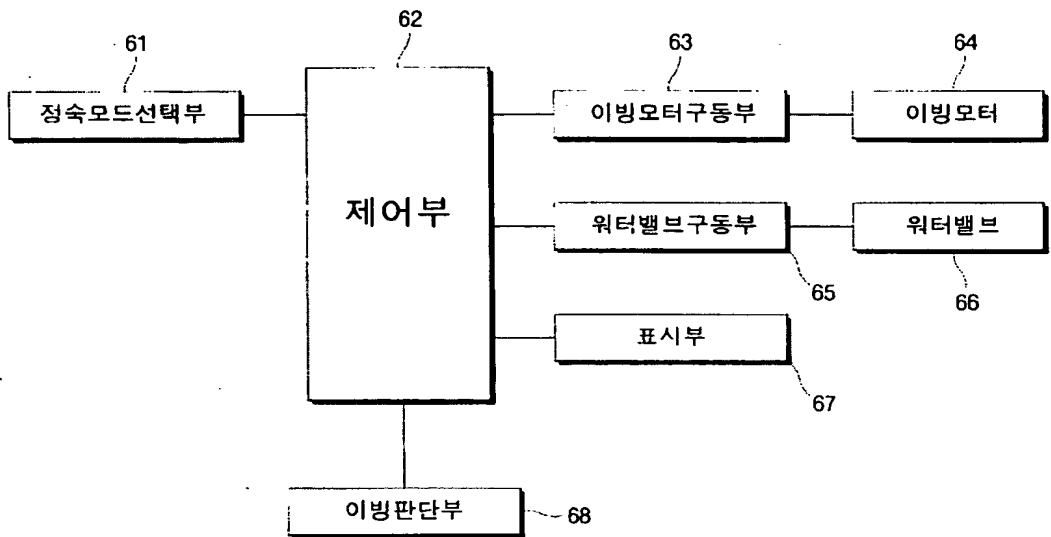 61
62
63
64
정숙모드선택부
이빙모터구동부
이빙모터
제어부
워터밸브구동부
워터밸브
65
66
표시부
67
이빙판단부
68